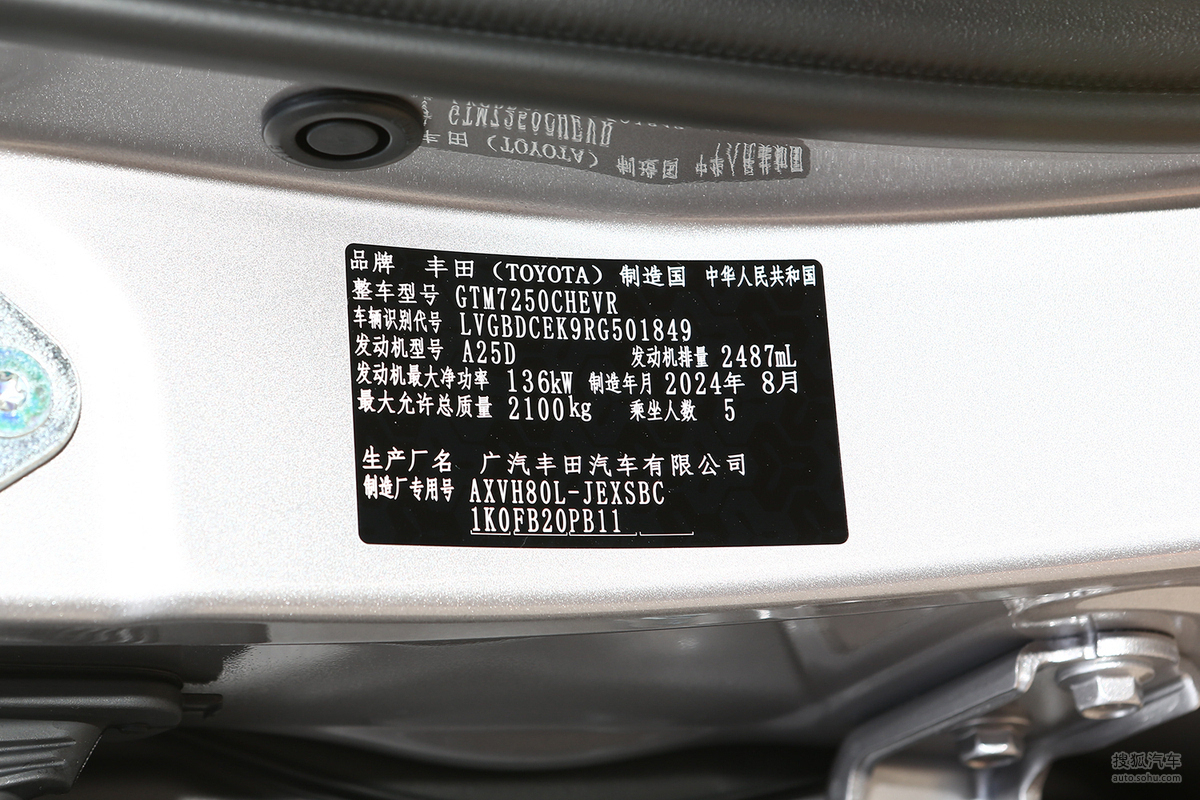 品牌 丰田（TOYOTA） 制造国 中华人民共和国
整车型号 GTM7250CHEVR
车辆识别代号 LVGBDCEK9RG501849
发动机型号 A25D 发动机排量 2487mL
发动机最大净功率 136kW 制造年月 2024年 8月
最大允许总质量 2100kg 乘坐人数 5
生产厂名 广汽丰田汽车有限公司
制造厂专用号 AXVH80L-JEXSBC
1K0FB20PB11
搜狐汽车
auto.sohu.com